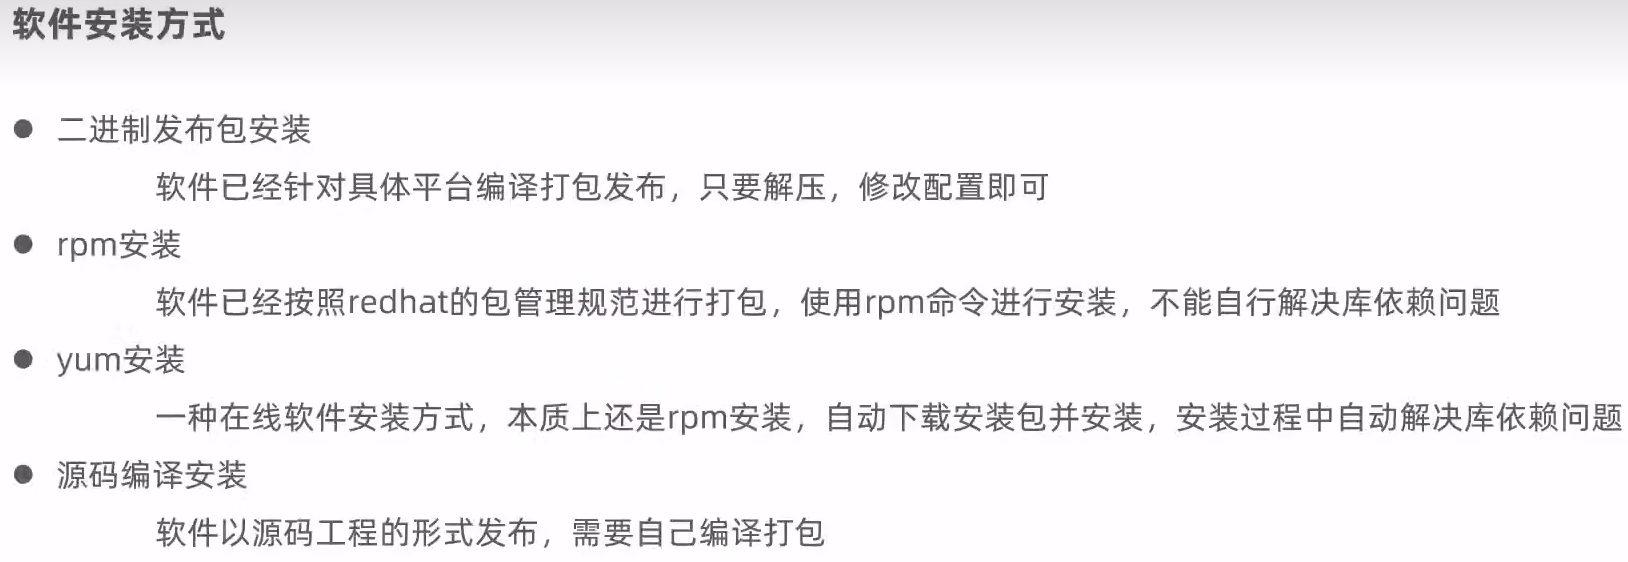 软件安装方式
● 二进制发布包安装
软件已经针对具体平台编译打包发布，只要解压，修改配置即可
● rpm安装
软件已经按照redhat的包管理规范进行打包，使用rpm命令进行安装，不能自行解决库依赖问题
● yum安装
一种在线软件安装方式，本质上还是rpm安装，自动下载安装包并安装，安装过程中自动解决库依赖问题
● 源码编译安装
软件以源码工程的形式发布，需要自己编译打包